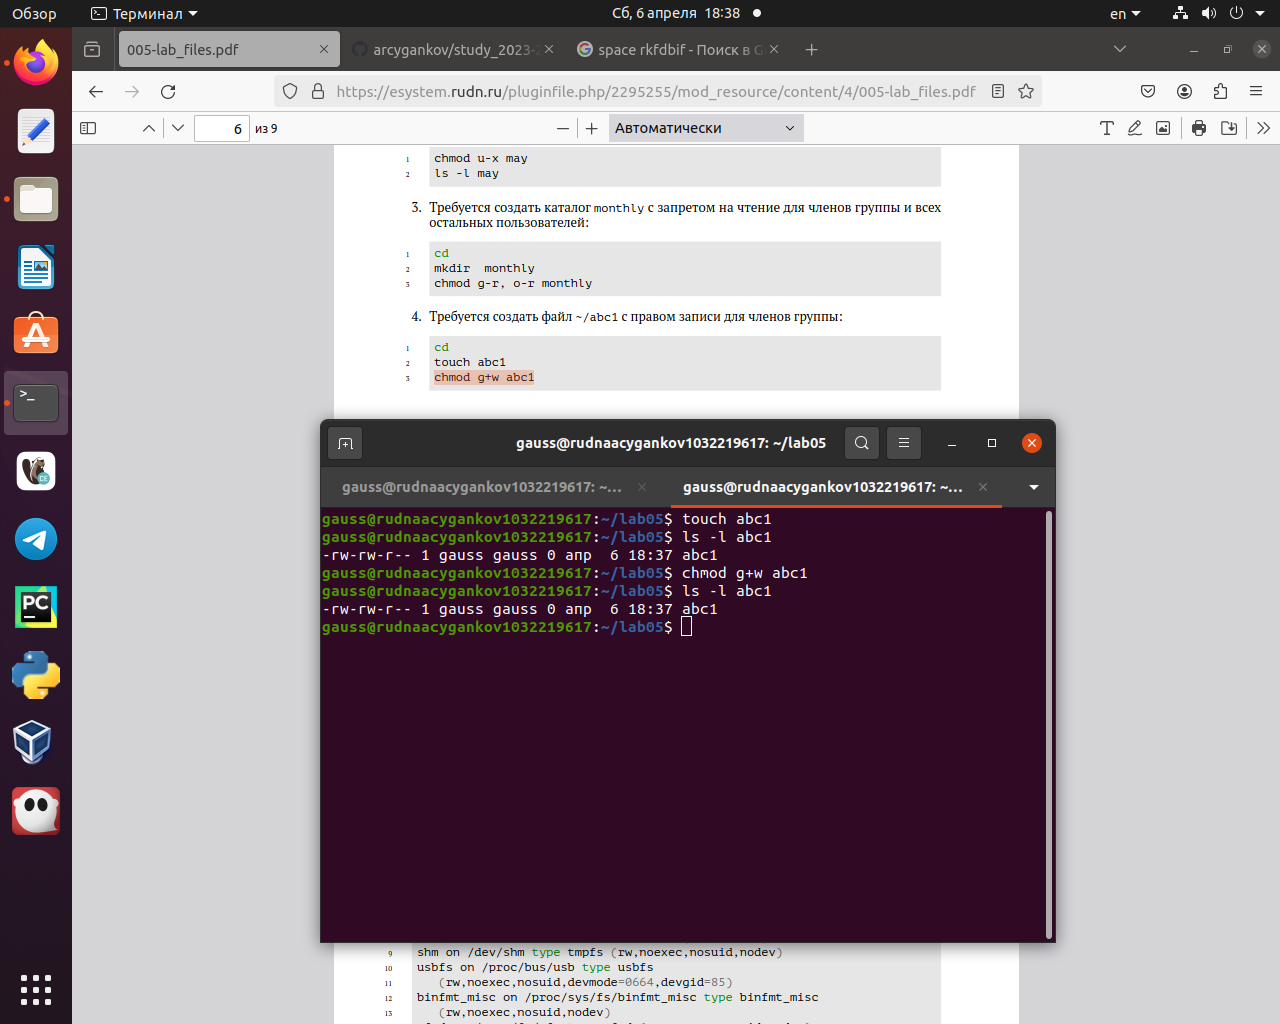 Обзор
Терминал
Сб, 6 апреля 18:38
en
005-lab_files.pdf
arcygankov/study_2023-2
space rkfdbif - Поиск в G
https://esystem.rudn.ru/pluginfile.php/2295255/mod_resource/content/4/005-lab_files.pdf
6
из 9
Автоматически
1 chmod u-x may
2 ls -l may
3. Требуется создать каталог monthly с запретом на чтение для членов группы и всех
остальных пользователей:
1 cd
2 mkdir  monthly
3 chmod g-r, o-r monthly
4. Требуется создать файл ~/abc1 с правом записи для членов группы:
1 cd
2 touch abc1
3 chmod g+w abc1
gauss@rudnaacygankov1032219617: ~/lab05
gauss@rudnaacygankov1032219617: ~...
gauss@rudnaacygankov1032219617: ~...
gauss@rudnaacygankov1032219617:~/lab05$ touch abc1
gauss@rudnaacygankov1032219617:~/lab05$ ls -l abc1
-rw-rw-r-- 1 gauss gauss 0 апр  6 18:37 abc1
gauss@rudnaacygankov1032219617:~/lab05$ chmod g+w abc1
gauss@rudnaacygankov1032219617:~/lab05$ ls -l abc1
-rw-rw-r-- 1 gauss gauss 0 апр  6 18:37 abc1
gauss@rudnaacygankov1032219617:~/lab05$
9 shm on /dev/shm type tmpfs (rw,noexec,nosuid,nodev)
10 usbfs on /proc/bus/usb type usbfs
11 (rw,noexec,nosuid,devmode=0664,devgid=85)
12 binfmt_misc on /proc/sys/fs/binfmt_misc type binfmt_misc
13 (rw,noexec,nosuid,nodev)
>_
PC
CE